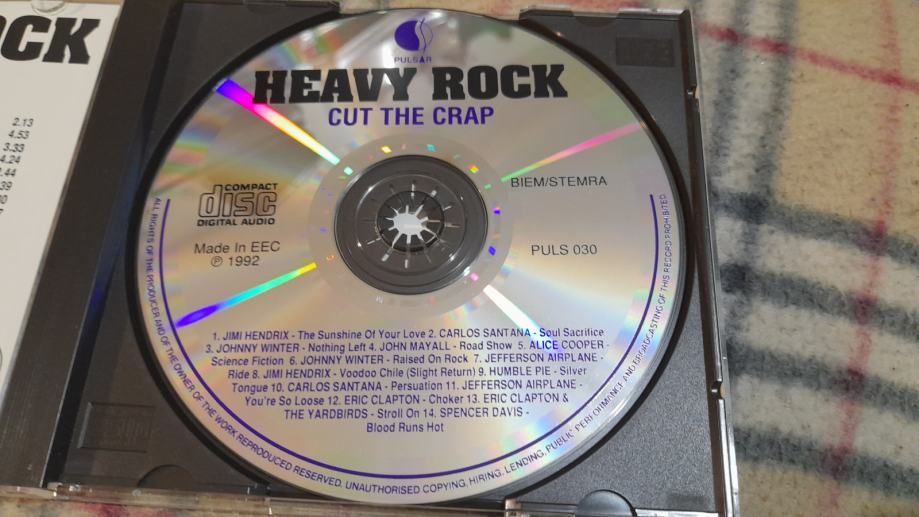 OCK
2.13
4.53
3.33
4.24
PULSAR
HEAVY ROCK
CUT THE CRAP
COMPACT
disc
DIGITAL AUDIO
BIEM/STEMRA
Made In EEC
℗ 1992
PULS 030
1. JIMI HENDRIX - The Sunshine Of Your Love 2. CARLOS SANTANA - Soul Sacrifice
3. JOHNNY WINTER - Nothing Left 4. JOHN MAYALL - Road Show 5. ALICE COOPER -
Science Fiction 6. JOHNNY WINTER - Raised On Rock 7. JEFFERSON AIRPLANE -
Ride 8. JIMI HENDRIX - Voodoo Chile (Slight Return) 9. HUMBLE PIE - Silver
Tongue 10. CARLOS SANTANA - Persuation 11. JEFFERSON AIRPLANE -
You're So Loose 12. ERIC CLAPTON - Choker 13. ERIC CLAPTON &
THE YARDBIRDS - Stroll On 14. SPENCER DAVIS -
Blood Runs Hot
ALL RIGHTS OF THE PRODUCER AND OF THE OWNER OF THE WORK REPRODUCED RESERVED. UNAUTHORISED COPYING, HIRING, LENDING, PUBLIC PERFORMANCE AND BROADCASTING OF THIS RECORD PROHIBITED.